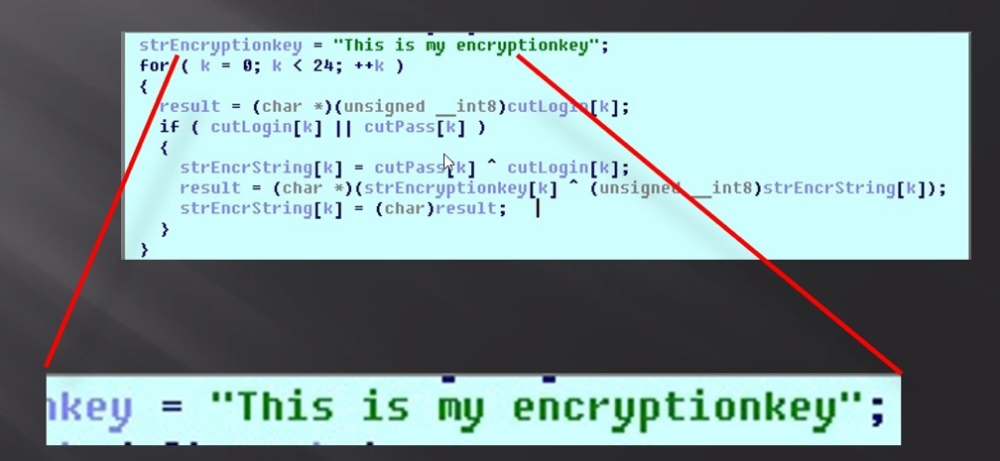 strEncryptionkey = "This is my encryptionkey";
for ( k = 0; k < 24; ++k )
{
result = (char *)(unsigned __int8)cutLogin[k];
if ( cutLogin[k] || cutPass[k] )
{
strEncrString[k] = cutPass[k] ^ cutLogin[k];
result = (char *)(strEncryptionkey[k] ^ (unsigned __int8)strEncrString[k]);
strEncrString[k] = (char)result;
}
}
key = "This is my encryptionkey";